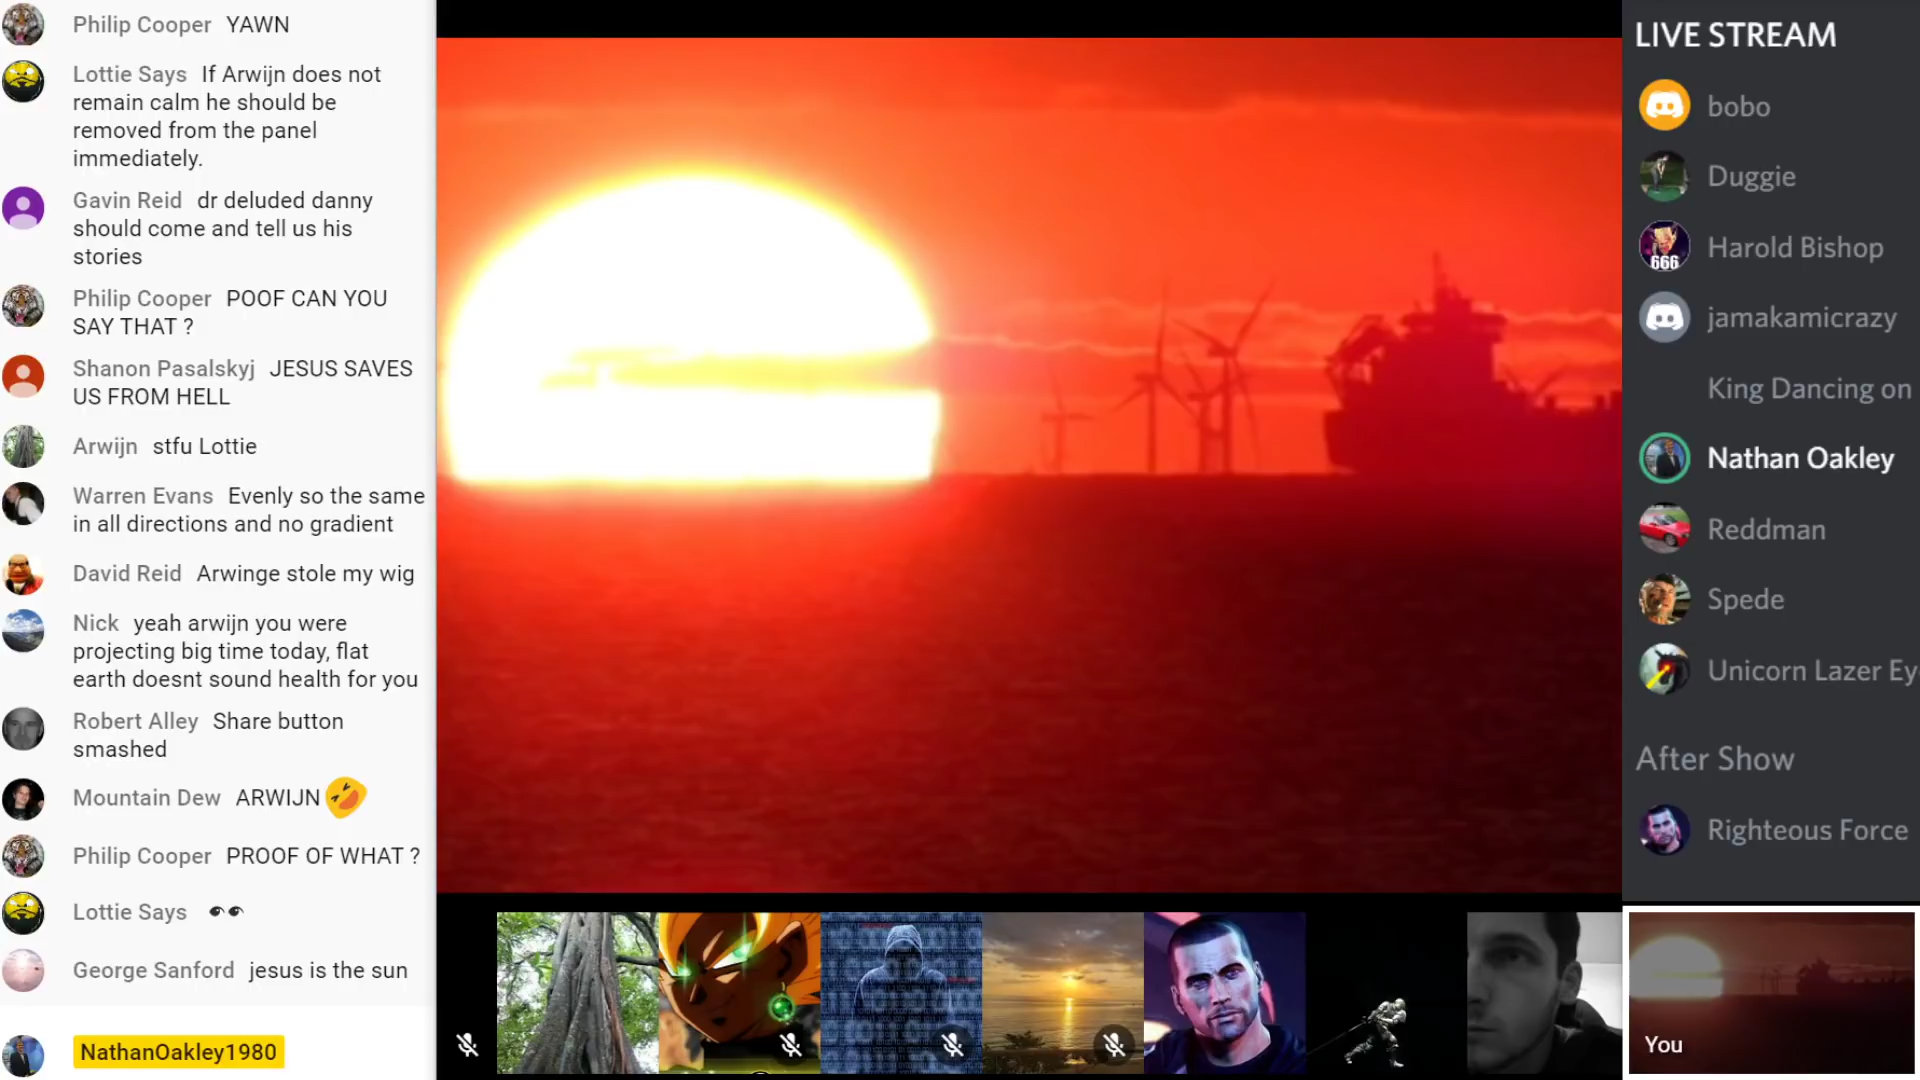 Philip Cooper YAWN
Lottie Says If Arwijn does not
remain calm he should be
removed from the panel
immediately.
Gavin Reid dr deluded danny
should come and tell us his
stories
Philip Cooper POOF CAN YOU
SAY THAT ?
Shanon Pasalskyj JESUS SAVES
US FROM HELL
Arwijn stfu Lottie
Warren Evans Evenly so the same
in all directions and no gradient
David Reid Arwinge stole my wig
Nick yeah arwijn you were
projecting big time today, flat
earth doesnt sound health for you
Robert Alley Share button
smashed
Mountain Dew ARWIJN
Philip Cooper PROOF OF WHAT ?
Lottie Says
George Sanford jesus is the sun
NathanOakley1980
LIVE STREAM
bobo
Duggie
666
Harold Bishop
jamakamicrazy
King Dancing on
Nathan Oakley
Reddman
Spede
Unicorn Lazer Ey
After Show
Righteous Force
You